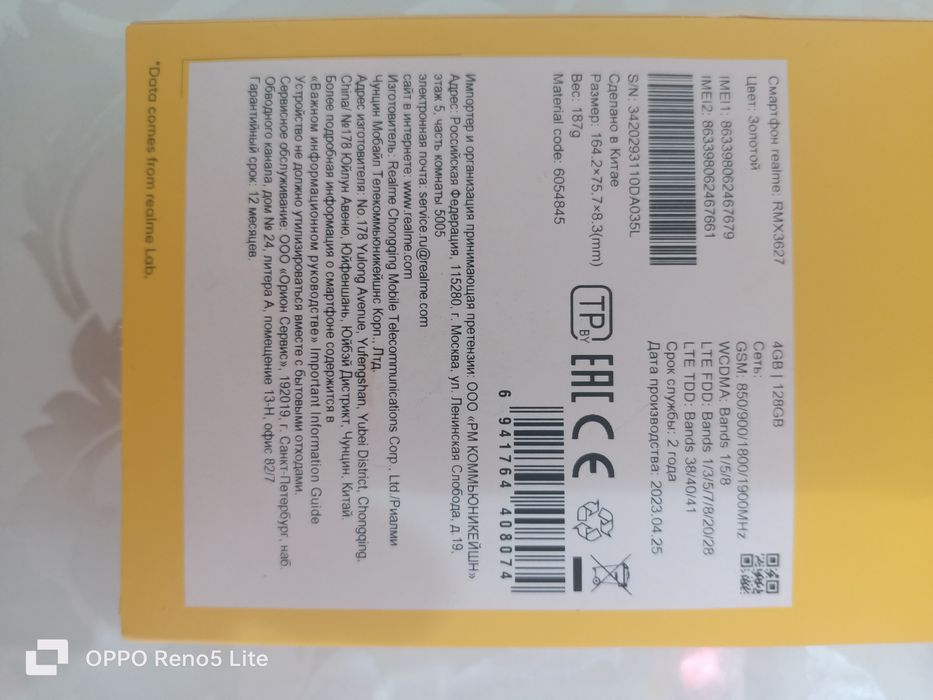 Смартфон realme: RMX3627
Цвет: Золотой
IMEI1: 863398062467679
IMEI2: 863398062467661
S/N: 3420293110DA035L
Сделано в Китае
Размер: 164.2×75.7×8.3(mm)
Вес: 187g
Material code: 6054845
4GB | 128GB
Сеть:
GSM: 850/900/1800/1900MHz
WCDMA: Bands 1/5/8
LTE FDD: Bands 1/3/5/7/8/20/28
LTE TDD: Bands 38/40/41
Срок службы: 2 года
Дата производства: 2023.04.25
TP BY EAC CE
6 941764 408074
Импортер и организация принимающая претензии: ООО «РМ КОММЬЮНИКЕЙШН»
Адрес: Российская Федерация, 115280, г. Москва, ул. Ленинская Слобода, д.19,
этаж 5, часть комнаты 5005
электронная почта: service.ru@realme.com
сайт в интернете: www.realme.com
Изготовитель: Realme Chongqing Mobile Telecommunications Corp., Ltd./Риалми
Чунцин Мобайл Телекоммьюникейшнс Корп., Лтд.
Адрес изготовителя: No.178 Yulong Avenue, Yufengshan, Yubei District, Chongqing,
China/ №178 Юйлун Авеню, Юйфеншань, Юйбэй Дистрикт, Чунцин, Китай.
Более подробная информация о смартфоне содержится в
«Важном информационном руководстве» Important Information Guide
Устройство не должно утилизироваться вместе с бытовыми отходами.
Сервисное обслуживание: ООО «Орион Сервис», 192019, г. Санкт-Петербург, наб.
Обводного канала, дом № 24, литера А, помещение 13-Н, офис 82/7
Гарантийный срок: 12 месяцев.
*Data comes from realme Lab.
OPPO Reno5 Lite